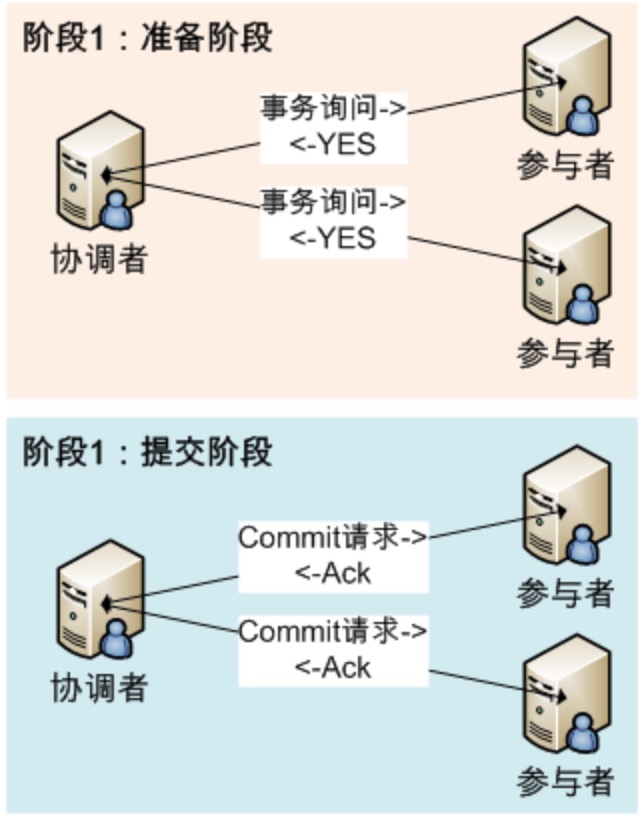 阶段1：准备阶段
事务询问->
<-YES
参与者
协调者
事务询问->
<-YES
参与者
阶段1：提交阶段
Commit请求->
<-Ack
参与者
协调者
Commit请求->
<-Ack
参与者